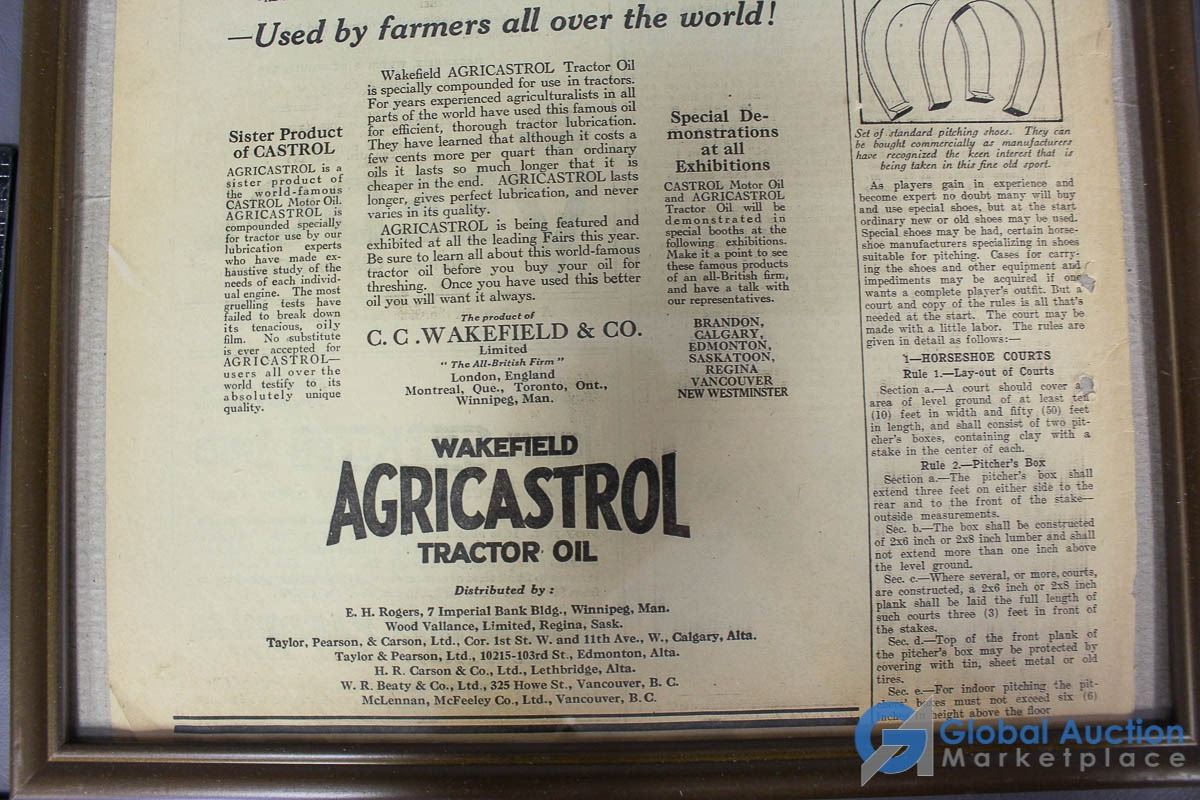 —Used by farmers all over the world!
Sister Product
of CASTROL
AGRICASTROL is a
sister product of
the world-famous
CASTROL Motor Oil.
AGRICASTROL is
compounded specially
for tractor use by our
lubrication experts
who have made ex-
haustive study of the
needs of each individ-
ual engine. The most
gruelling tests have
failed to break down
its tenacious, oily
film. No substitute
is ever accepted for
AGRICASTROL—
users all over the
world testify to its
absolutely unique
quality.
Wakefield AGRICASTROL Tractor Oil
is specially compounded for use in tractors.
For years experienced agriculturalists in all
parts of the world have used this famous oil
for efficient, thorough tractor lubrication.
They have learned that although it costs a
few cents more per quart than ordinary
oils it lasts so much longer that it is
cheaper in the end. AGRICASTROL lasts
longer, gives perfect lubrication, and never
varies in its quality.
AGRICASTROL is being featured and
exhibited at all the leading Fairs this year.
Be sure to learn all about this world-famous
tractor oil before you buy your oil for
threshing. Once you have used this better
oil you will want it always.
The product of
C. C. WAKEFIELD & CO.
Limited
"The All-British Firm"
London, England
Montreal, Que., Toronto, Ont.,
Winnipeg, Man.
Special De-
monstrations
at all
Exhibitions
CASTROL Motor Oil
and AGRICASTROL
Tractor Oil will be
demonstrated in
special booths at the
following exhibitions.
Make it a point to see
these famous products
of an all-British firm,
and have a talk with
our representatives.
BRANDON,
CALGARY,
EDMONTON,
SASKATOON,
REGINA
VANCOUVER
NEW WESTMINSTER
WAKEFIELD
AGRICASTROL
TRACTOR OIL
Distributed by:
E. H. Rogers, 7 Imperial Bank Bldg., Winnipeg, Man.
Wood Vallance, Limited, Regina, Sask.
Taylor, Pearson, & Carson, Ltd., Cor. 1st St. W. and 11th Ave., W., Calgary, Alta.
Taylor & Pearson, Ltd., 10215-103rd St., Edmonton, Alta.
H. R. Carson & Co., Ltd., Lethbridge, Alta.
W. R. Beaty & Co., Ltd., 325 Howe St., Vancouver, B. C.
McLennan, McFeeley Co., Ltd., Vancouver, B. C.
Set of standard pitching shoes. They can
be bought commercially as manufacturers
have recognized the keen interest that is
being taken in this fine old sport.
As players gain in experience and
become expert no doubt many will buy
and use special shoes, but at the start
ordinary new or old shoes may be used.
Special shoes may be had, certain horse-
shoe manufacturers specializing in shoes
suitable for pitching. Cases for carry-
ing the shoes and other equipment and
impediments may be acquired if one
wants a complete player's outfit. But a
court and copy of the rules is all that's
needed at the start. The court may be
made with a little labor. The rules are
given in detail as follows:—
1—HORSESHOE COURTS
Rule 1.—Lay-out of Courts
Section a.—A court should cover a
area of level ground of at least ten
(10) feet in width and fifty (50) feet
in length, and shall consist of two pit-
cher's boxes, containing clay with a
stake in the center of each.
Rule 2.—Pitcher's Box
Section a.—The pitcher's box shall
extend three feet on either side to the
rear and to the front of the stake—
outside measurements.
Sec. b.—The box shall be constructed
of 2x6 inch or 2x8 inch lumber and shall
not extend more than one inch above
the level ground.
Sec. c.—Where several, or more, courts,
are constructed, a 2x6 inch or 2x8 inch
plank shall be laid the full length of
such courts three (3) feet in front of
the stakes.
Sec. d.—Top of the front plank of
the pitcher's box may be protected by
covering with tin, sheet metal or old
tires.
Sec. e.—For indoor pitching the pit-
boxes must not exceed six (6)
in height above the floor
Global Auction
Marketplace